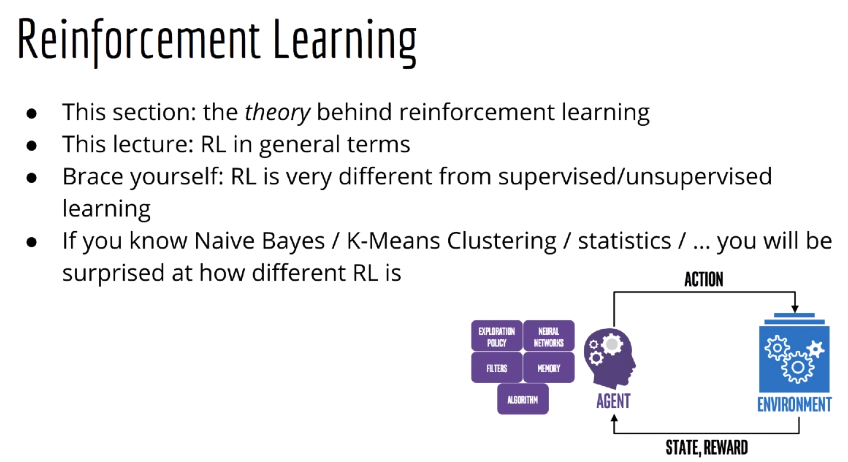 Reinforcement Learning
● This section: the theory behind reinforcement learning
● This lecture: RL in general terms
● Brace yourself: RL is very different from supervised/unsupervised
learning
● If you know Naive Bayes / K-Means Clustering / statistics / ... you will be
surprised at how different RL is
ACTION
EXPLORATION
POLICY
NEURAL
NETWORKS
FILTERS
MEMORY
ALGORITHM
AGENT
ENVIRONMENT
STATE, REWARD